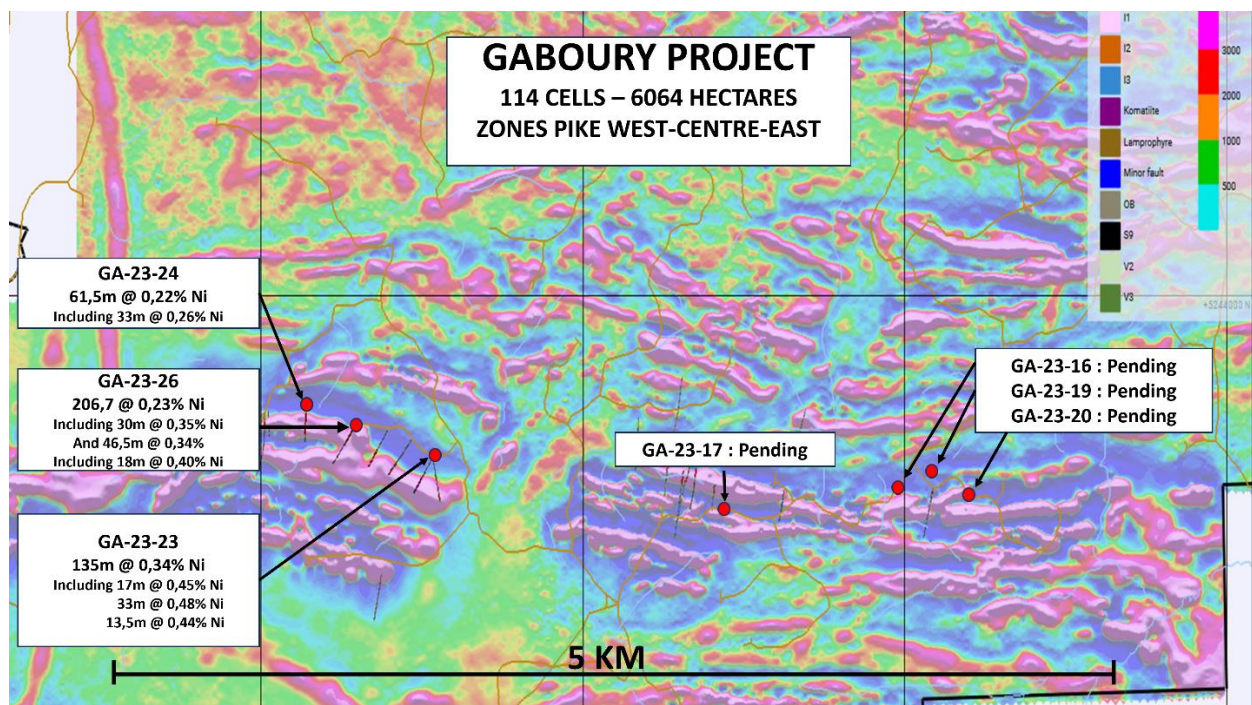 GABOURY PROJECT
114 CELLS – 6064 HECTARES
ZONES PIKE WEST-CENTRE-EAST
I1
I2
I3
Komatiite
Lamprophyre
Minor fault
OB
S9
V2
V3
3000
2000
1000
500
+5244000 N
GA-23-24
61,5m @ 0,22% Ni
Including 33m @ 0,26% Ni
GA-23-26
206,7 @ 0,23% Ni
Including 30m @ 0,35% Ni
And 46,5m @ 0,34%
Including 18m @ 0,40% Ni
GA-23-23
135m @ 0,34% Ni
Including 17m @ 0,45% Ni
33m @ 0,48% Ni
13,5m @ 0,44% Ni
GA-23-17 : Pending
GA-23-16 : Pending
GA-23-19 : Pending
GA-23-20 : Pending
5 KM